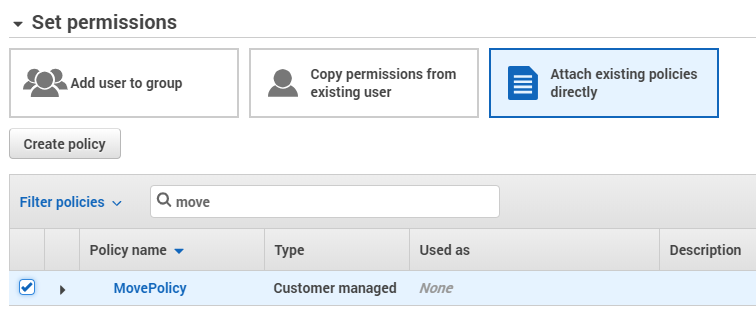 Set permissions
Add user to group
Copy permissions from
existing user
Attach existing policies
directly
Create policy
Filter policies
move
Policy name Type Used as Description
MovePolicy Customer managed None